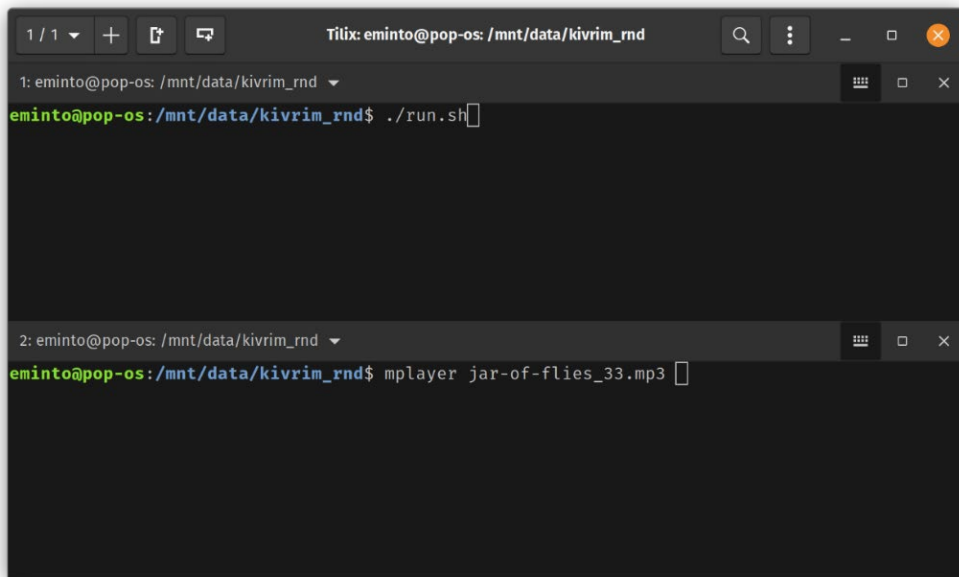 1 / 1
Tilix: eminto@pop-os: /mnt/data/kivrim_rnd
1: eminto@pop-os: /mnt/data/kivrim_rnd
eminto@pop-os:/mnt/data/kivrim_rnd$ ./run.sh
2: eminto@pop-os: /mnt/data/kivrim_rnd
eminto@pop-os:/mnt/data/kivrim_rnd$ mplayer jar-of-flies_33.mp3